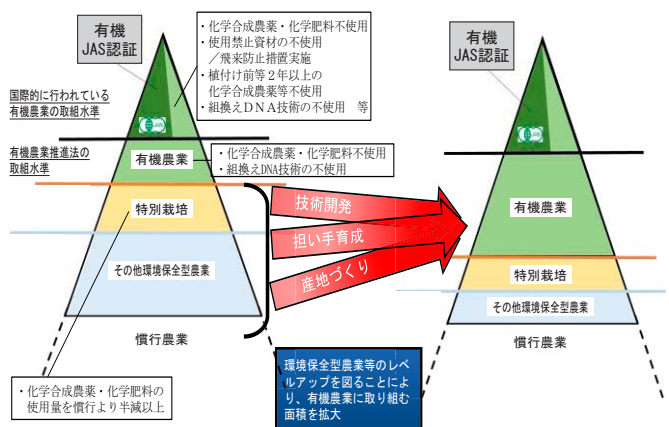 有機
JAS認証
・化学合成農薬・化学肥料不使用
・使用禁止資材の不使用
／飛来防止措置実施
・植付け前等２年以上の
化学合成農薬等不使用
・組換えＤＮＡ技術の不使用　等
国際的に行われている
有機農業の取組水準
有機農業推進法の
取組水準
有機農業
・化学合成農薬・化学肥料不使用
・組換えDNA技術の不使用
特別栽培
その他環境保全型農業
慣行農業
・化学合成農薬・化学肥料の
使用量を慣行より半減以上
技術開発
担い手育成
産地づくり
環境保全型農業等のレベ
ルアップを図ることによ
り、有機農業に取り組む
面積を拡大
有機
JAS認証
有機農業
特別栽培
その他環境保全型農業
慣行農業